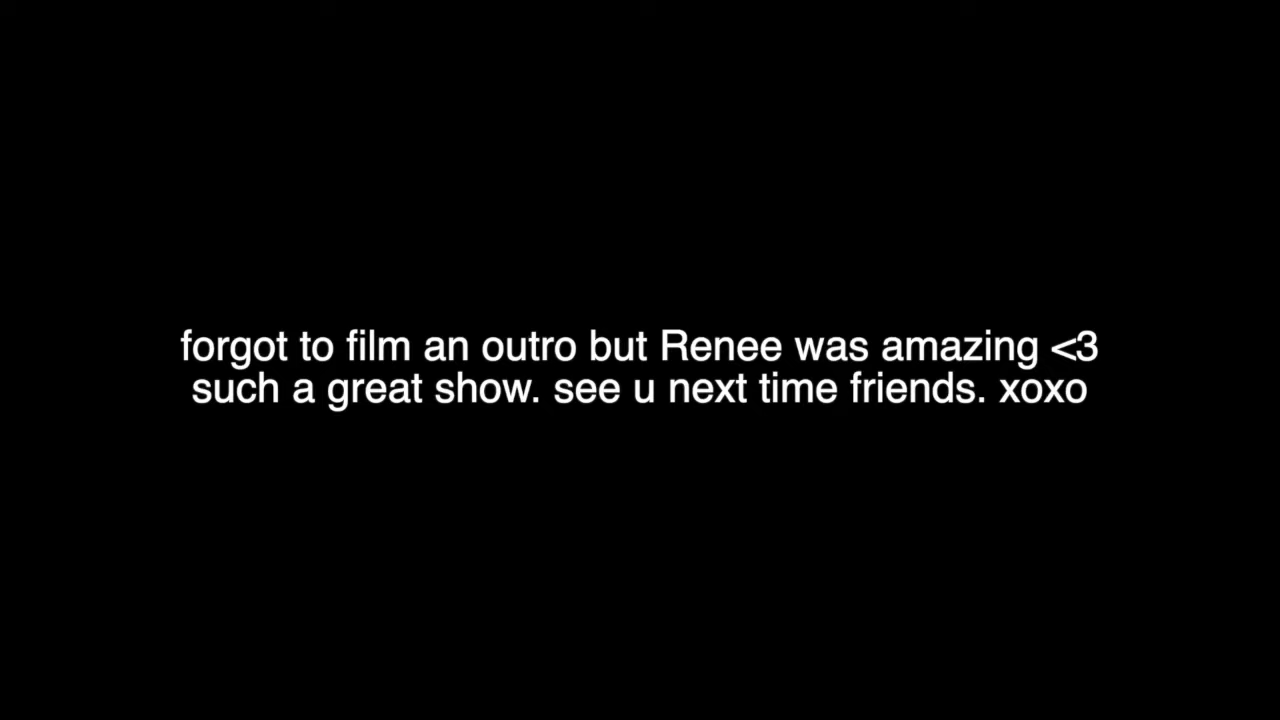 forgot to film an outro but Renee was amazing <3
such a great show. see u next time friends. xoxo